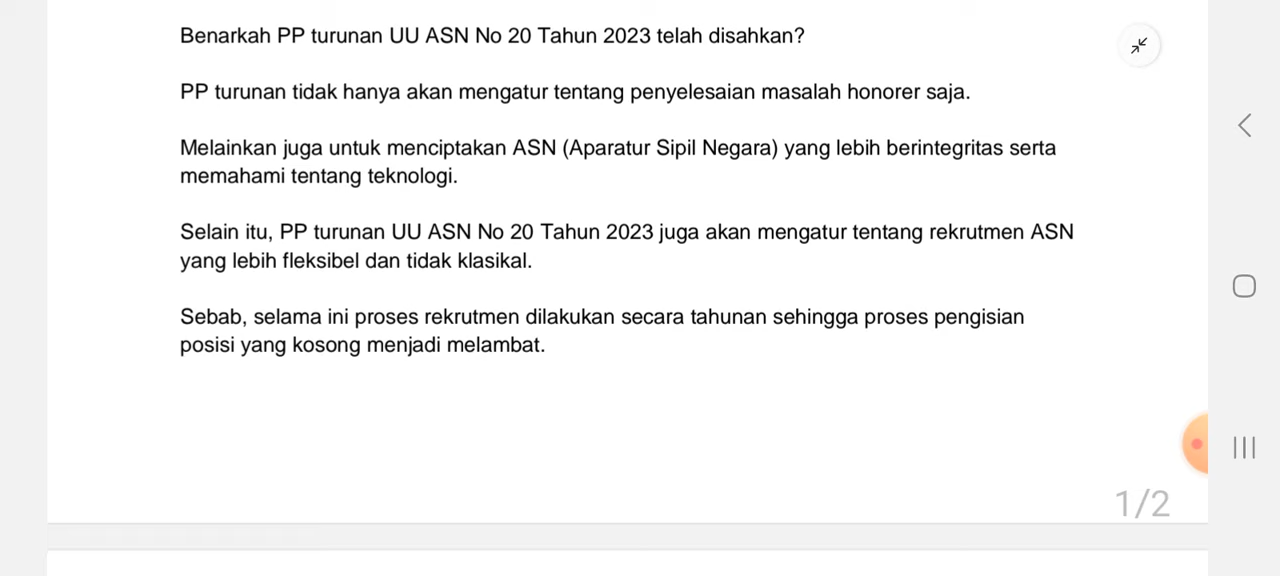 Benarkah PP turunan UU ASN No 20 Tahun 2023 telah disahkan?
PP turunan tidak hanya akan mengatur tentang penyelesaian masalah honorer saja.
Melainkan juga untuk menciptakan ASN (Aparatur Sipil Negara) yang lebih berintegritas serta
memahami tentang teknologi.
Selain itu, PP turunan UU ASN No 20 Tahun 2023 juga akan mengatur tentang rekrutmen ASN
yang lebih fleksibel dan tidak klasikal.
Sebab, selama ini proses rekrutmen dilakukan secara tahunan sehingga proses pengisian
posisi yang kosong menjadi melambat.
1/2